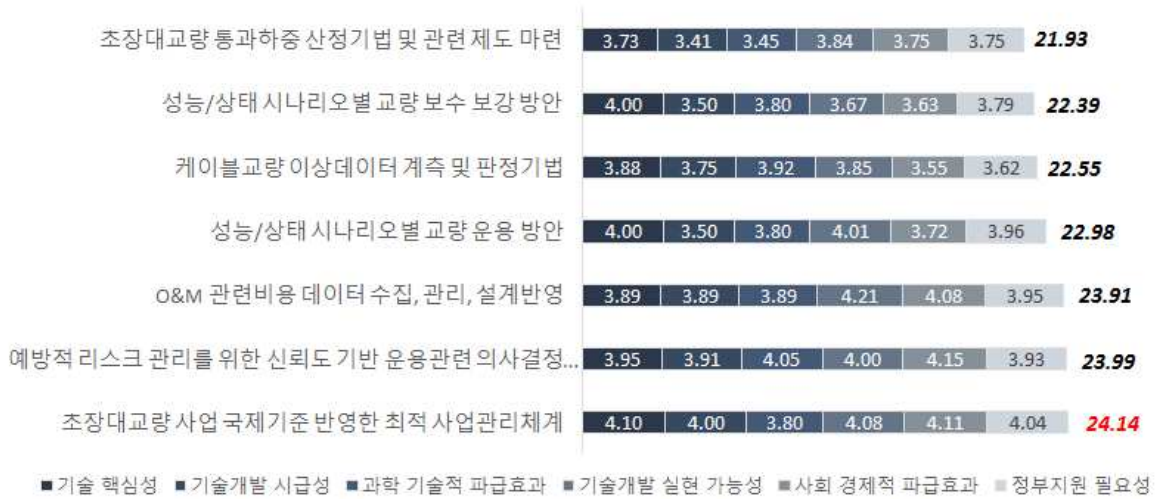 초장대교량 통과하중 산정기법 및 관련 제도 마련 3.73 3.41 3.45 3.84 3.75 3.75 21.93
성능/상태 시나리오별 교량 보수 보강 방안 4.00 3.50 3.80 3.67 3.63 3.79 22.39
케이블교량 이상데이터 계측 및 판정기법 3.88 3.75 3.92 3.85 3.55 3.62 22.55
성능/상태 시나리오별 교량 운용 방안 4.00 3.50 3.80 4.01 3.72 3.96 22.98
O&M 관련비용 데이터 수집, 관리, 설계반영 3.89 3.89 3.89 4.21 4.08 3.95 23.91
예방적 리스크 관리를 위한 신뢰도 기반 운용관련 의사결정... 3.95 3.91 4.05 4.00 4.15 3.93 23.99
초장대교량 사업 국제기준 반영한 최적 사업관리체계 4.10 4.00 3.80 4.08 4.11 4.04 24.14
기술 핵심성 기술개발 시급성 과학 기술적 파급효과 기술개발 실현 가능성 사회 경제적 파급효과 정부지원 필요성